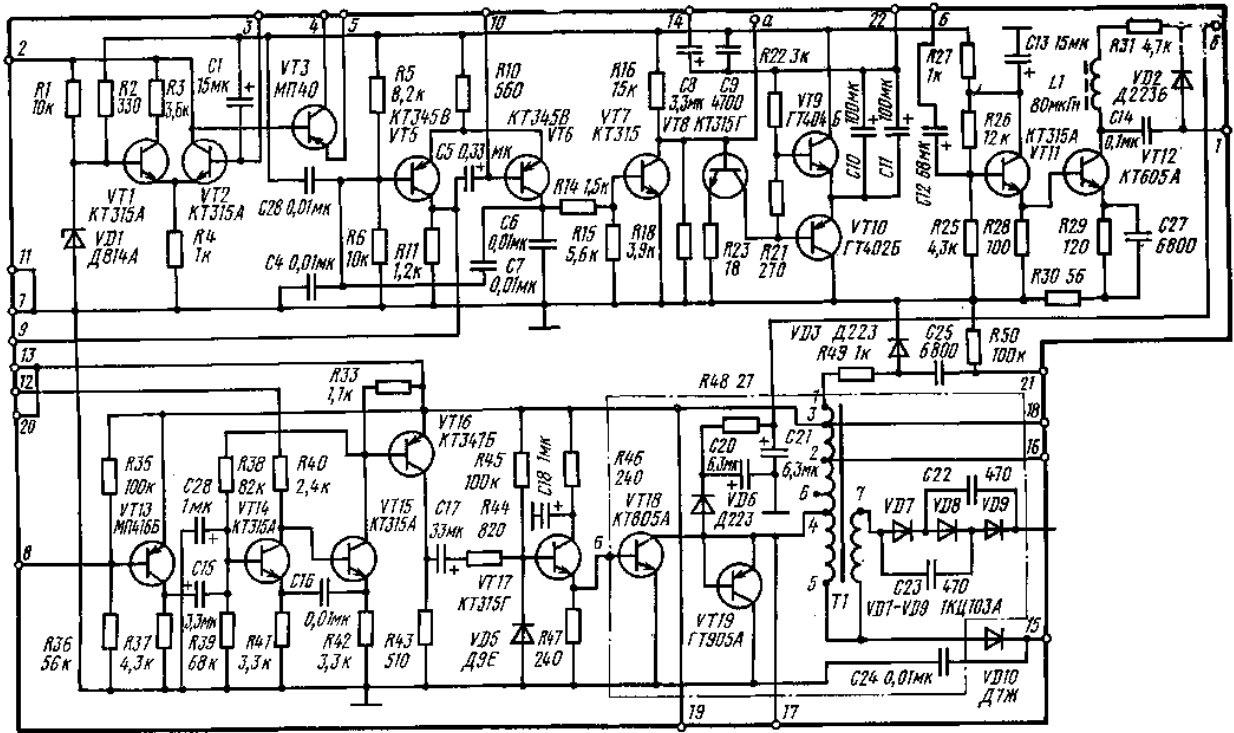 3 4 5 10 14 a 22 б в
2
R1 10к
R2 330
R3 3,6к
C1 15мк
VT3 МП40
R5 8,2к
КТ345В VT5
R10 560
КТ345В VT6
R16 15к
VT7 КТ315
C8 3,3мк
C9 4700
VT8 КТ315Г
R22 3к
VT9 ГТ404Б
C10 100мк
C11 100мк
R27 1к
C12 68мк
R26 12к
C13 15мк
L1 80мкГн
R31 4,7к
VD2 Д223Б
C14 0,1мк
КТ315А VT11
VT12 КТ605А
1
VT1 КТ315А
VT2 КТ315А
C5 0,33мк
R14 1,5к
C28 0,01мк
C6 0,01мк
C7 0,01мк
R15 5,6к
R18 3,9к
R23 18
R21 270
VT10 ГТ402Б
R25 4,3к
R28 100
R29 120
C27 6800
VD1 Д814А
R4 1к
R6 10к
R11 1,2к
C4 0,01мк
R30 56
11
7
9
13
12
20
VD3 Д223
R49 1к
C25 6800
R50 100к
21
R33 1,1к
VT16 КТ347Б
R48 27
1
3
2
6
4
5
7
18
16
R35 100к
R38 82к
R40 2,4к
R45 100к
C18 1мк
R46 240
C20 6,3мк
C21 6,3мк
C22 470
VT13 МП416Б
C28 1мк
VT14 КТ315А
VT15 КТ315А
C17 33мк
R44 820
VT18 КТ805А
VD6 Д223
VD7 VD8 VD9
8
б
C15 3,3мк
C16 0,01мк
VT17 КТ315Г
VT19 ГТ905А
T1
C23 470
VD7-VD9 1КЦ103А
15
R36 56к
R37 4,3к
R39 68к
R41 3,3к
R42 3,3к
R43 510
VD5 Д9Е
R47 240
C24 0,01мк
VD10 Д7Ж
19 17